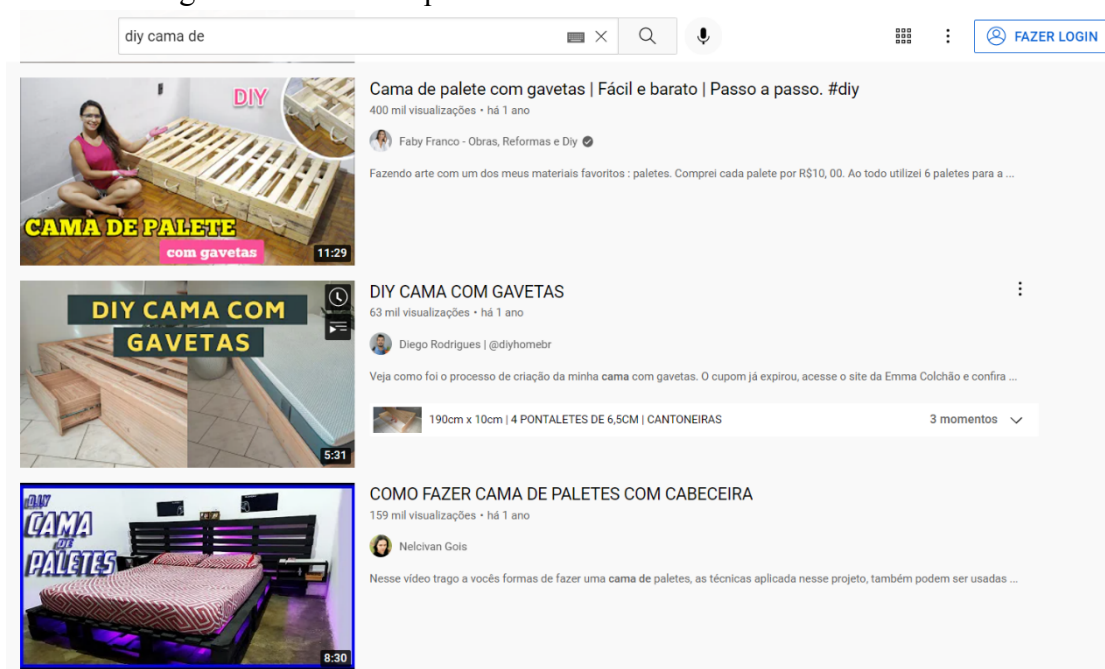 diy cama de
FAZER LOGIN
DIY
CAMA DE PALETE
com gavetas
11:29
Cama de palete com gavetas | Fácil e barato | Passo a passo. #diy
400 mil visualizações • há 1 ano
Faby Franco - Obras, Reformas e Diy
Fazendo arte com um dos meus materiais favoritos : paletes. Comprei cada palete por R$10, 00. Ao todo utilizei 6 paletes para a ...
DIY CAMA COM
GAVETAS
5:31
DIY CAMA COM GAVETAS
63 mil visualizações • há 1 ano
Diego Rodrigues | @diyhomebr
Veja como foi o processo de criação da minha cama com gavetas. O cupom já expirou, acesse o site da Emma Colchão e confira ...
190cm x 10cm | 4 PONTALETES DE 6,5CM | CANTONEIRAS
3 momentos
DIY
CAMA
DE
PALETES
8:30
COMO FAZER CAMA DE PALETES COM CABECEIRA
159 mil visualizações • há 1 ano
Nelcivan Gois
Nesse vídeo trago a vocês formas de fazer uma cama de paletes, as técnicas aplicada nesse projeto, também podem ser usadas ...